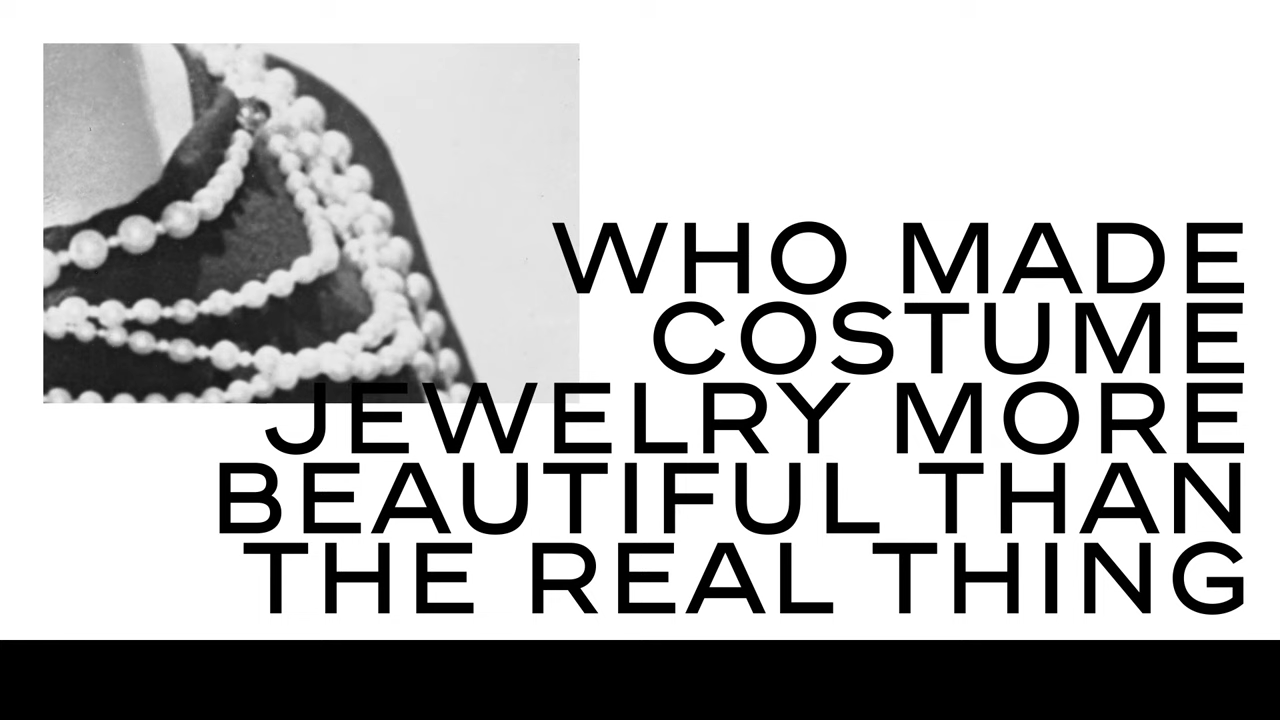 WHO MADE
COSTUME
JEWELRY MORE
BEAUTIFUL THAN
THE REAL THING